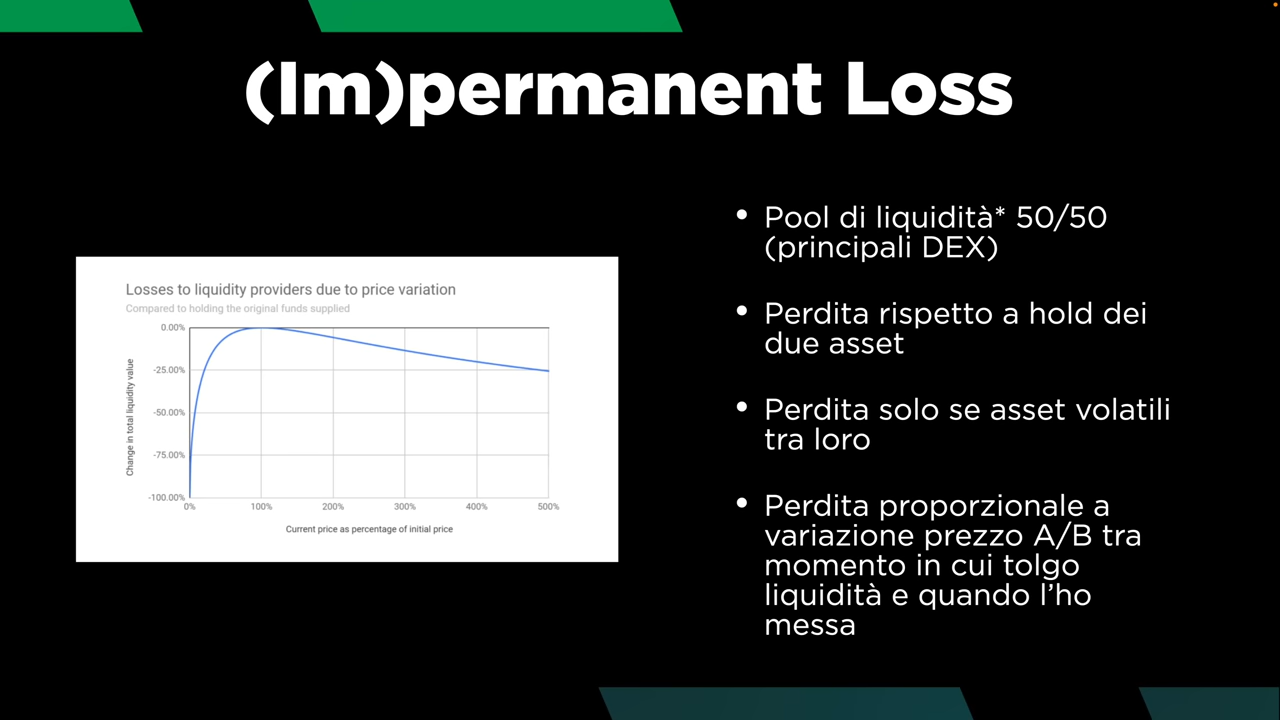 (Im)permanent Loss
Losses to liquidity providers due to price variation
Compared to holding the original funds supplied
Change in total liquidity value
0.00%
-25.00%
-50.00%
-75.00%
-100.00%
0%
100%
200%
300%
400%
500%
Current price as percentage of initial price
• Pool di liquidità* 50/50
(principali DEX)
• Perdita rispetto a hold dei
due asset
• Perdita solo se asset volatili
tra loro
• Perdita proporzionale a
variazione prezzo A/B tra
momento in cui tolgo
liquidità e quando l’ho
messa